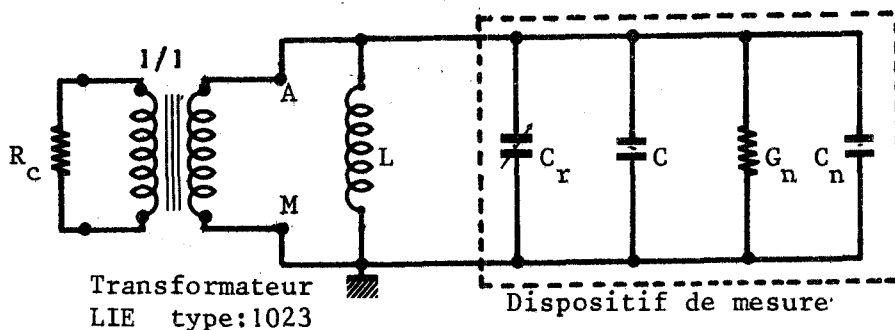 1/1
R_c
A
M
L
C_r
C
G_n
C_n
Transformateur
LIE type:1023
Dispositif de mesure